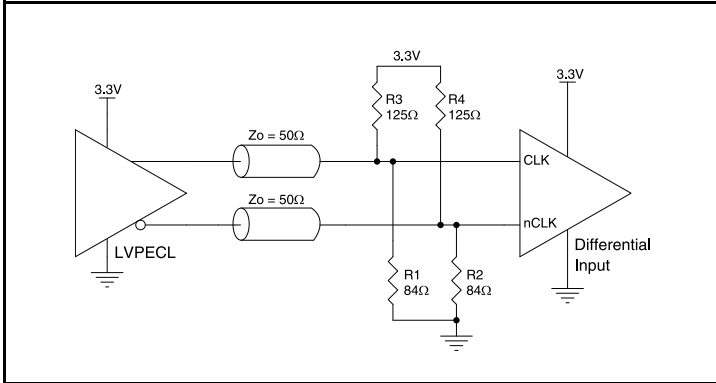 3.3V
3.3V
3.3V
R3
125Ω
R4
125Ω
Zo = 50Ω
CLK
Zo = 50Ω
nCLK
LVPECL
Differential
Input
R1
84Ω
R2
84Ω